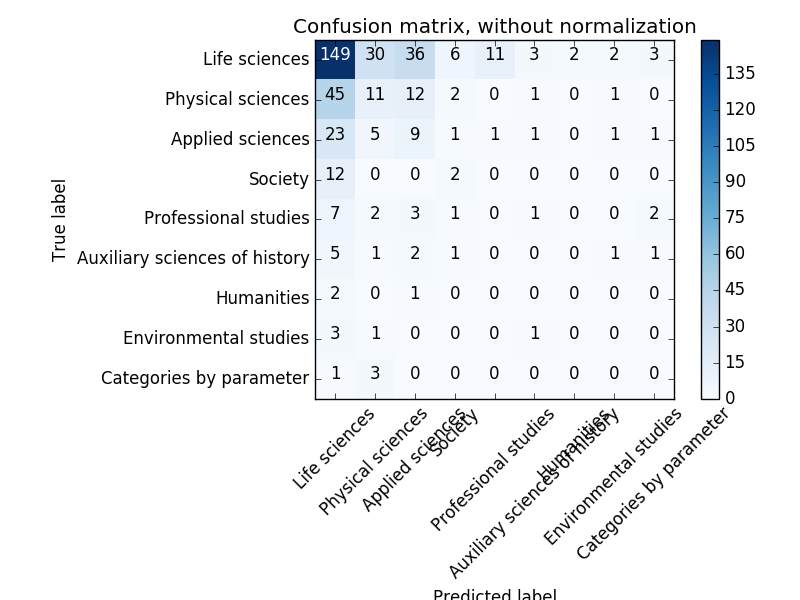 Confusion matrix, without normalization
True label
Life sciences 149 30 36 6 11 3 2 2 3
Physical sciences 45 11 12 2 0 1 0 1 0
Applied sciences 23 5 9 1 1 1 0 1 1
Society 12 0 0 2 0 0 0 0 0
Professional studies 7 2 3 1 0 1 0 0 2
Auxiliary sciences of history 5 1 2 1 0 0 0 1 1
Humanities 2 0 1 0 0 0 0 0 0
Environmental studies 3 1 0 0 0 1 0 0 0
Categories by parameter 1 3 0 0 0 0 0 0 0
Life sciences
Physical sciences
Applied sciences
Society
Professional studies
Auxiliary sciences of history
Humanities
Environmental studies
Categories by parameter
Predicted label
135
120
105
90
75
60
45
30
15
0